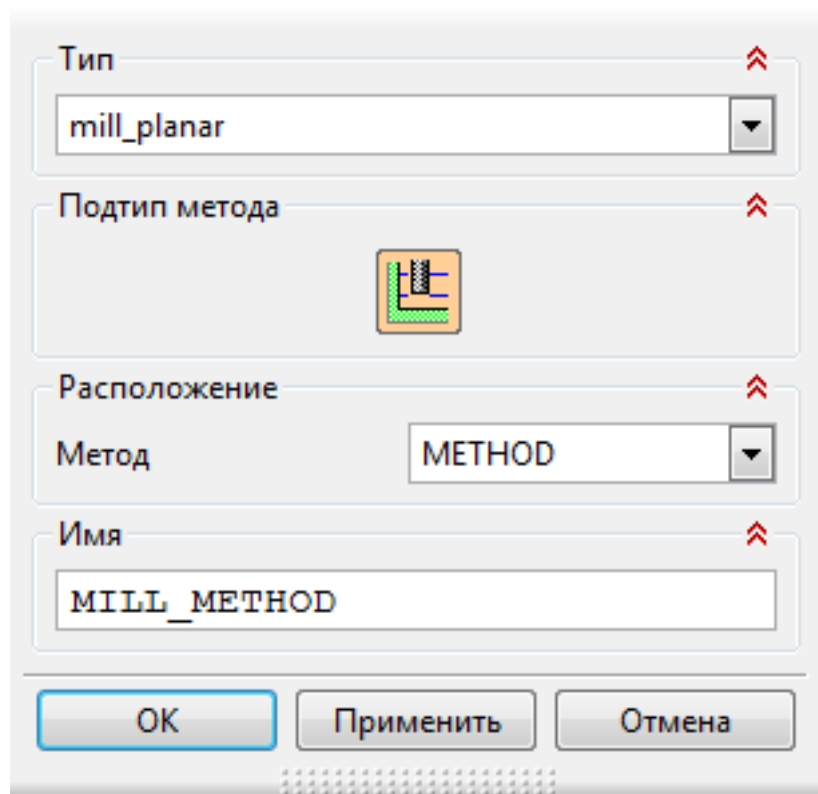 Тип
mill_planar
Подтип метода
Расположение
Метод METHOD
Имя
MILL_METHOD
OK Применить Отмена